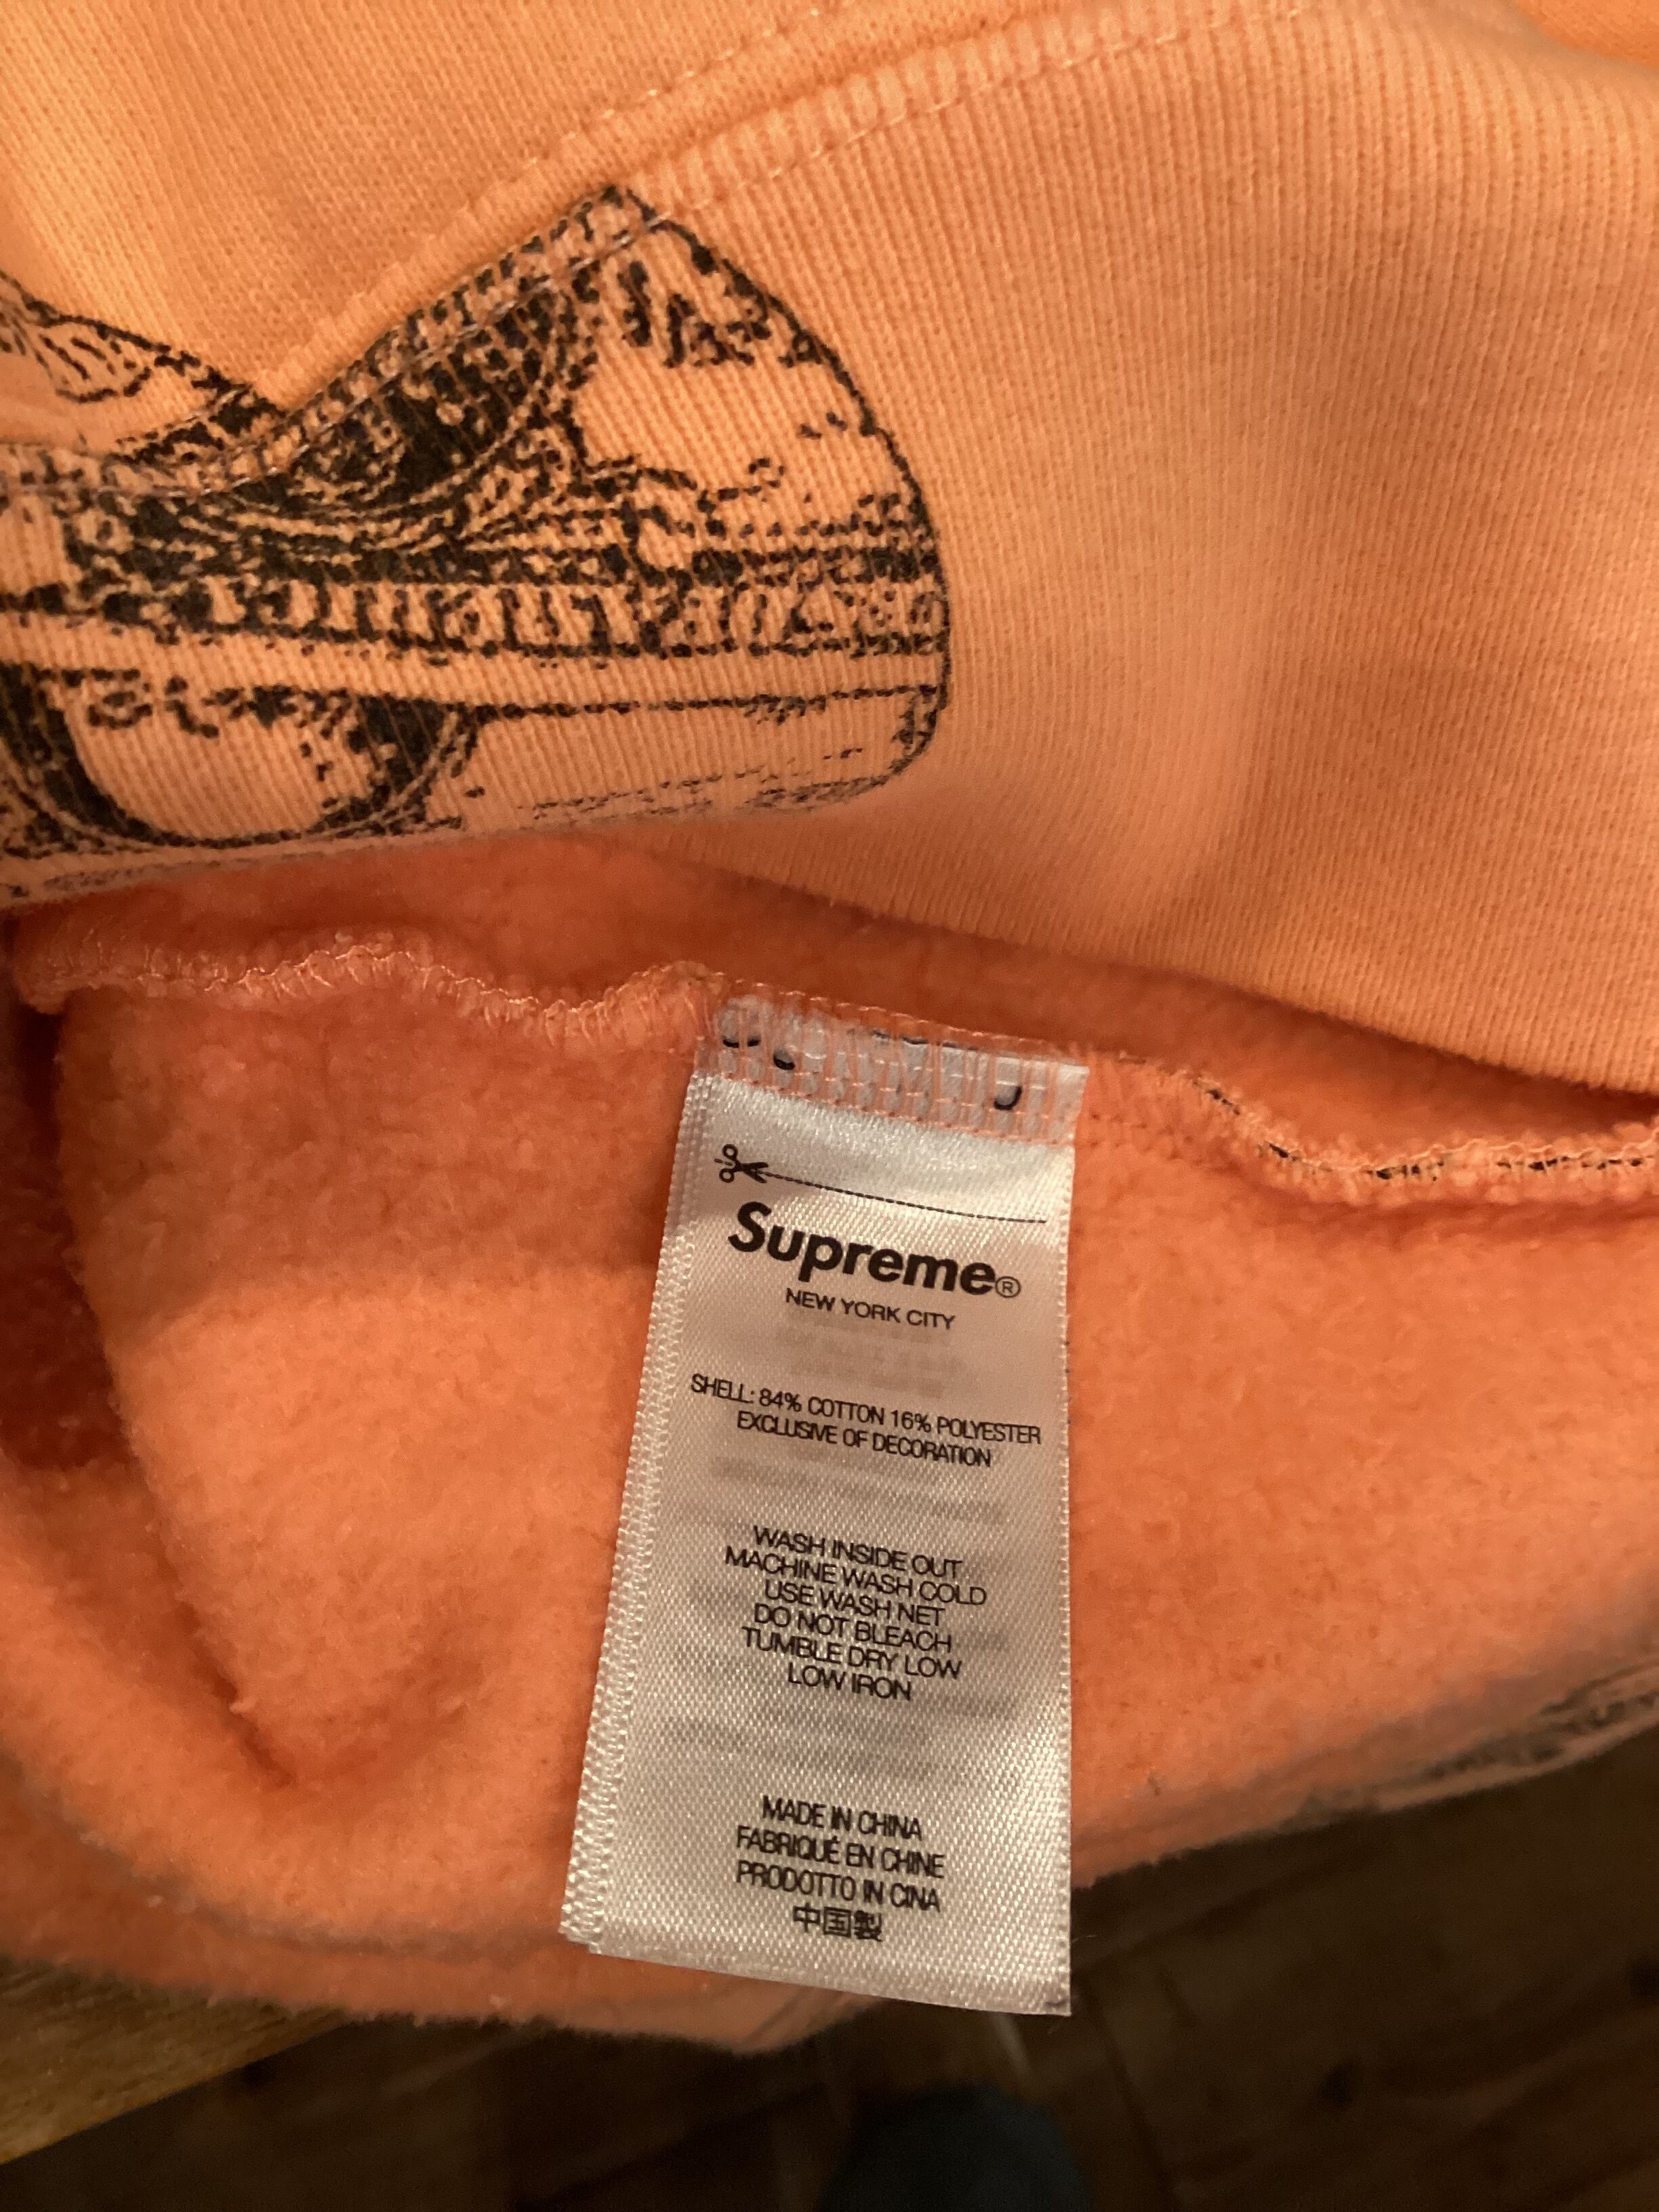 Supreme®
NEW YORK CITY
SHELL: 84% COTTON 16% POLYESTER
EXCLUSIVE OF DECORATION
WASH INSIDE OUT
MACHINE WASH COLD
USE WASH NET
DO NOT BLEACH
TUMBLE DRY LOW
LOW IRON
MADE IN CHINA
FABRIQUÉ EN CHINE
PRODOTTO IN CINA
中国製